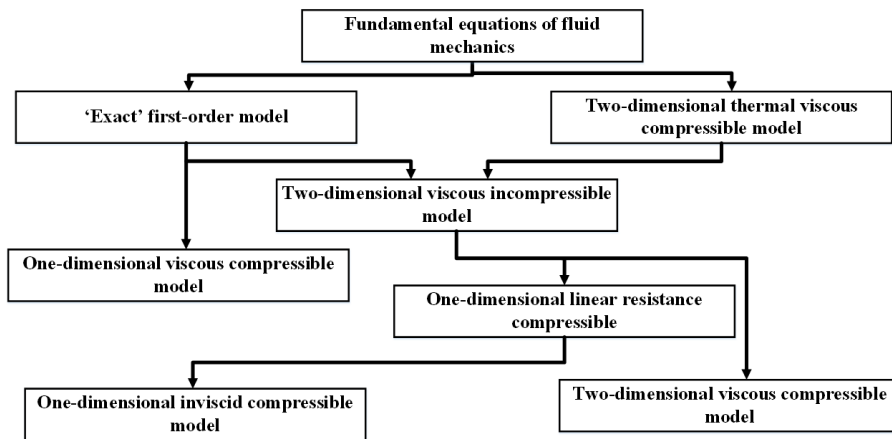 Fundamental equations of fluid
mechanics
‘Exact’ first-order model
Two-dimensional thermal viscous
compressible model
Two-dimensional viscous incompressible
model
One-dimensional viscous compressible
model
One-dimensional linear resistance
compressible
One-dimensional inviscid compressible
model
Two-dimensional viscous compressible
model